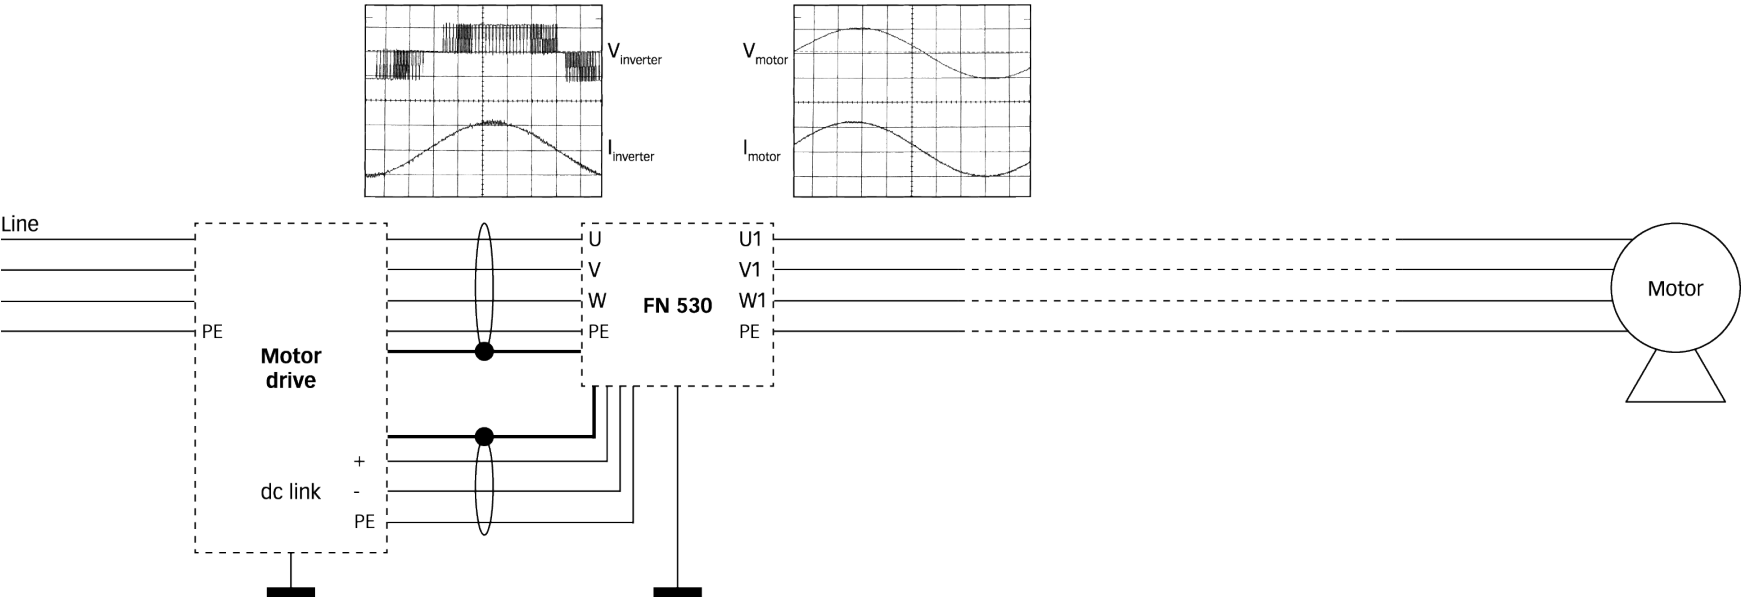 V inverter
V motor
I inverter
I motor
Line
U
U1
V
V1
W
FN 530
W1
Motor
PE
PE
PE
Motor
drive
+
dc link
-
PE